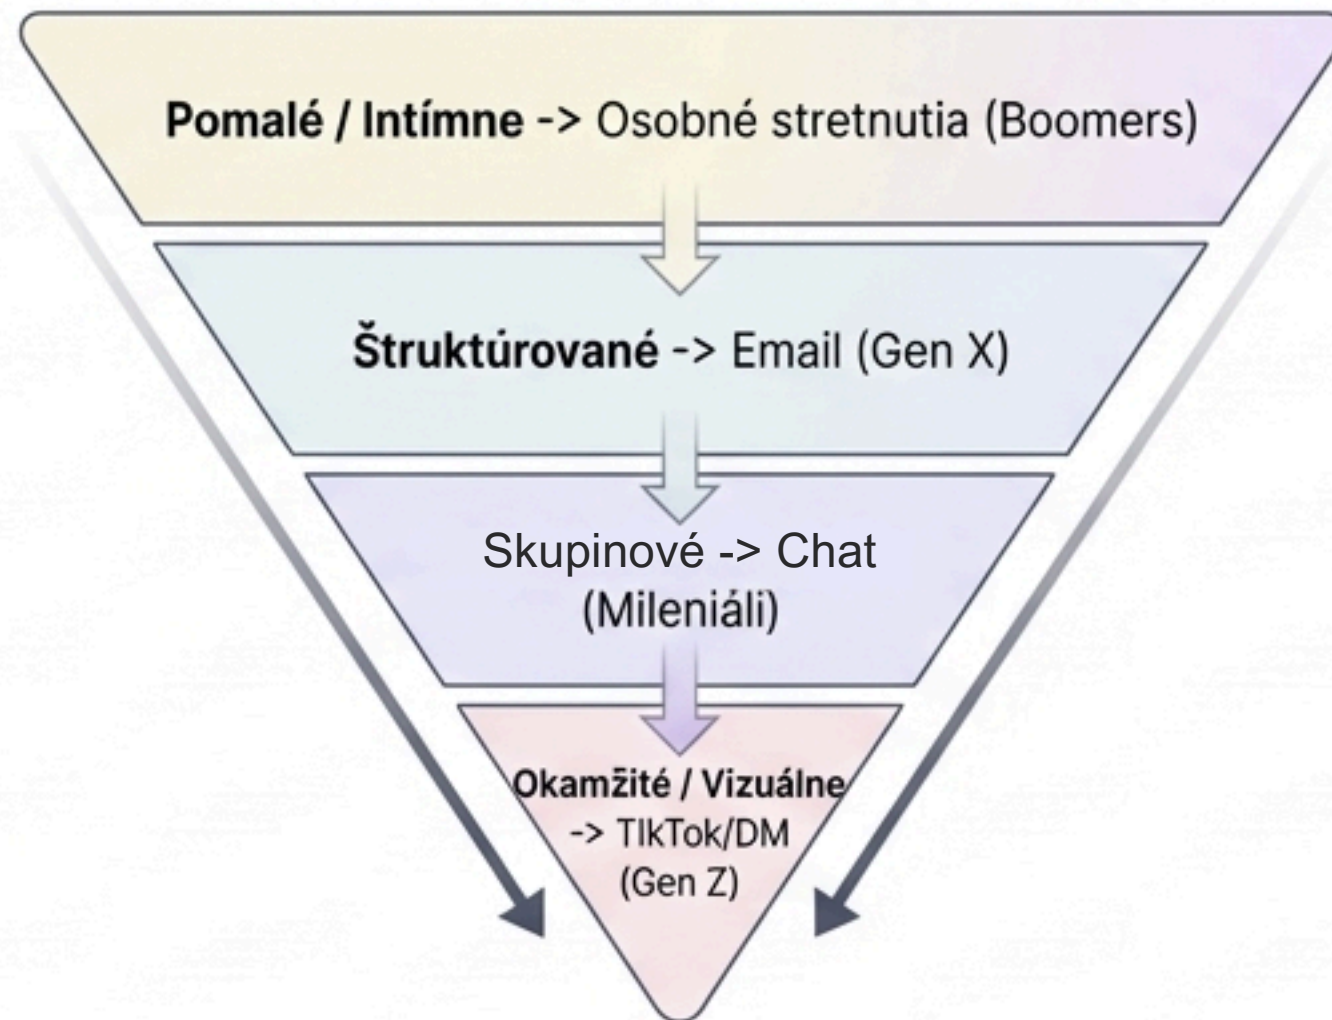 Pomalé / Intímne -> Osobné stretnutia (Boomers)
Štruktúrované -> Email (Gen X)
Skupinové -> Chat
(Mileniáli)
Okamžité / Vizuálne
-> TIkTok/DM
(Gen Z)